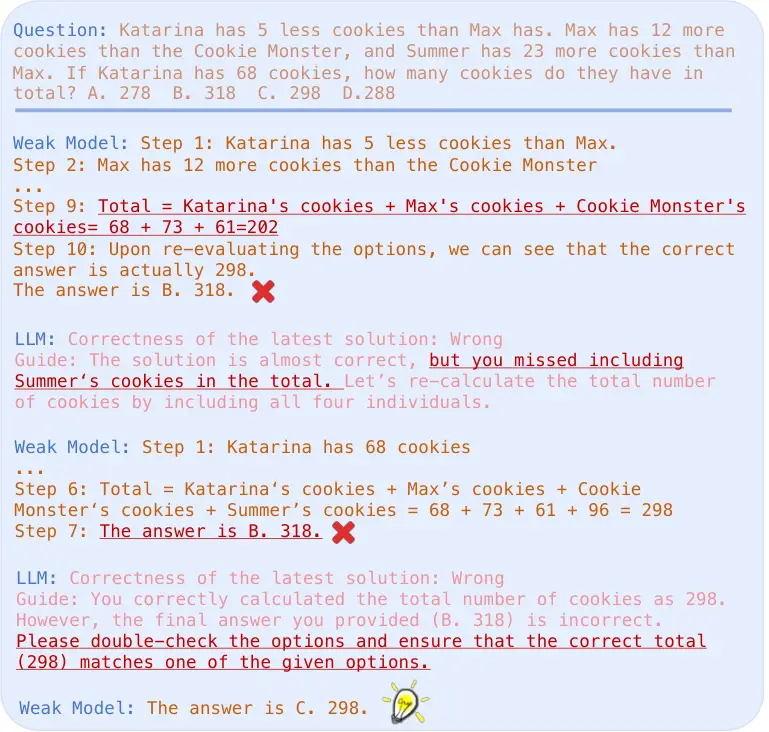 Question: Katarina has 5 less cookies than Max has. Max has 12 more
cookies than the Cookie Monster, and Summer has 23 more cookies than
Max. If Katarina has 68 cookies, how many cookies do they have in
total? A. 278  B. 318  C. 298  D.288
Weak Model: Step 1: Katarina has 5 less cookies than Max.
Step 2: Max has 12 more cookies than the Cookie Monster
...
Step 9: Total = Katarina's cookies + Max's cookies + Cookie Monster's
cookies= 68 + 73 + 61=202
Step 10: Upon re-evaluating the options, we can see that the correct
answer is actually 298.
The answer is B. 318.
LLM: Correctness of the latest solution: Wrong
Guide: The solution is almost correct, but you missed including
Summer‘s cookies in the total. Let’s re-calculate the total number
of cookies by including all four individuals.
Weak Model: Step 1: Katarina has 68 cookies
...
Step 6: Total = Katarina‘s cookies + Max’s cookies + Cookie
Monster‘s cookies + Summer’s cookies = 68 + 73 + 61 + 96 = 298
Step 7: The answer is B. 318.
LLM: Correctness of the latest solution: Wrong
Guide: You correctly calculated the total number of cookies as 298.
However, the final answer you provided (B. 318) is incorrect.
Please double-check the options and ensure that the correct total
(298) matches one of the given options.
Weak Model: The answer is C. 298.